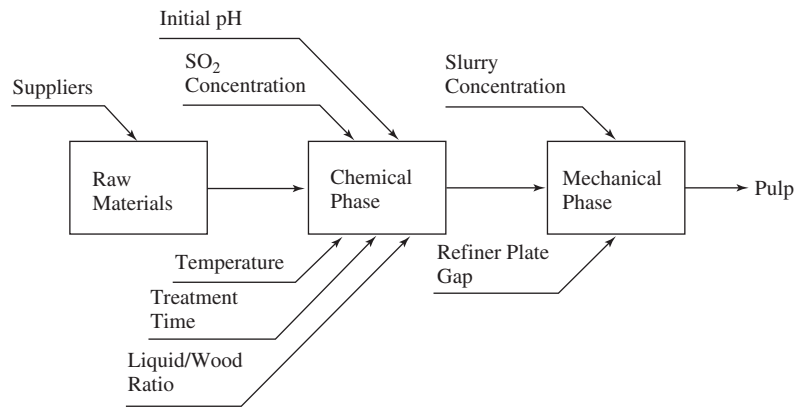 Initial pH
SO2
Concentration
Suppliers
Slurry
Concentration
Raw
Materials
Chemical
Phase
Mechanical
Phase
Pulp
Temperature
Treatment
Time
Liquid/Wood
Ratio
Refiner Plate
Gap